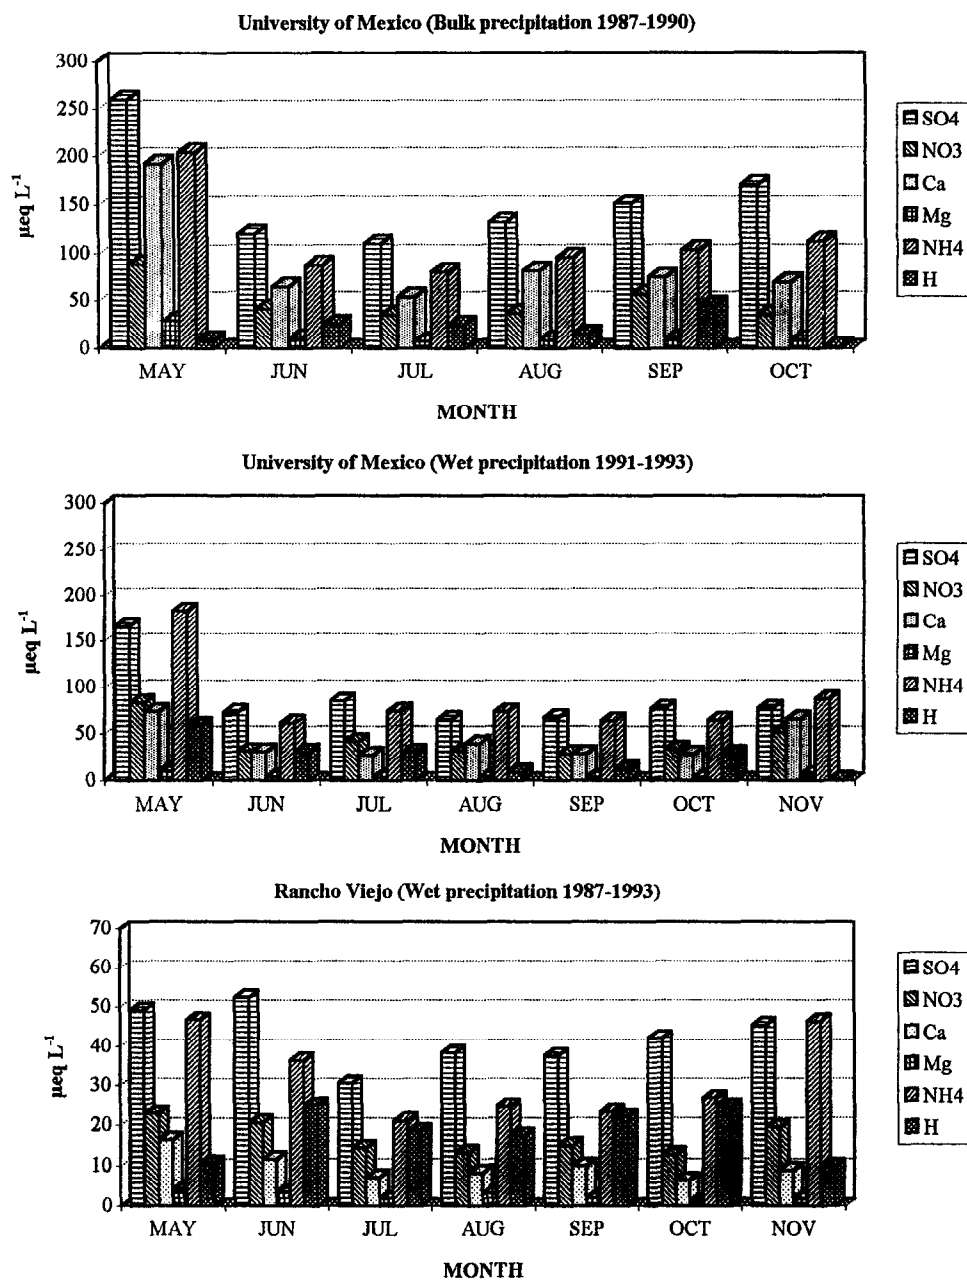 University of Mexico (Bulk precipitation 1987-1990)
300
250
200
150
100
50
0
µeq L-1
MAY JUN JUL AUG SEP OCT
MONTH
SO4
NO3
Ca
Mg
NH4
H
University of Mexico (Wet precipitation 1991-1993)
300
250
200
150
100
50
0
µeq L-1
MAY JUN JUL AUG SEP OCT NOV
MONTH
SO4
NO3
Ca
Mg
NH4
H
Rancho Viejo (Wet precipitation 1987-1993)
70
60
50
40
30
20
10
0
µeq L-1
MAY JUN JUL AUG SEP OCT NOV
MONTH
SO4
NO3
Ca
Mg
NH4
H